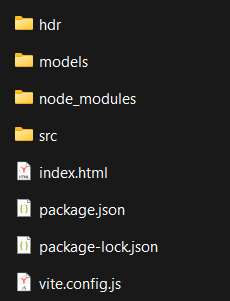 hdr
models
node_modules
src
index.html
package.json
package-lock.json
vite.config.js